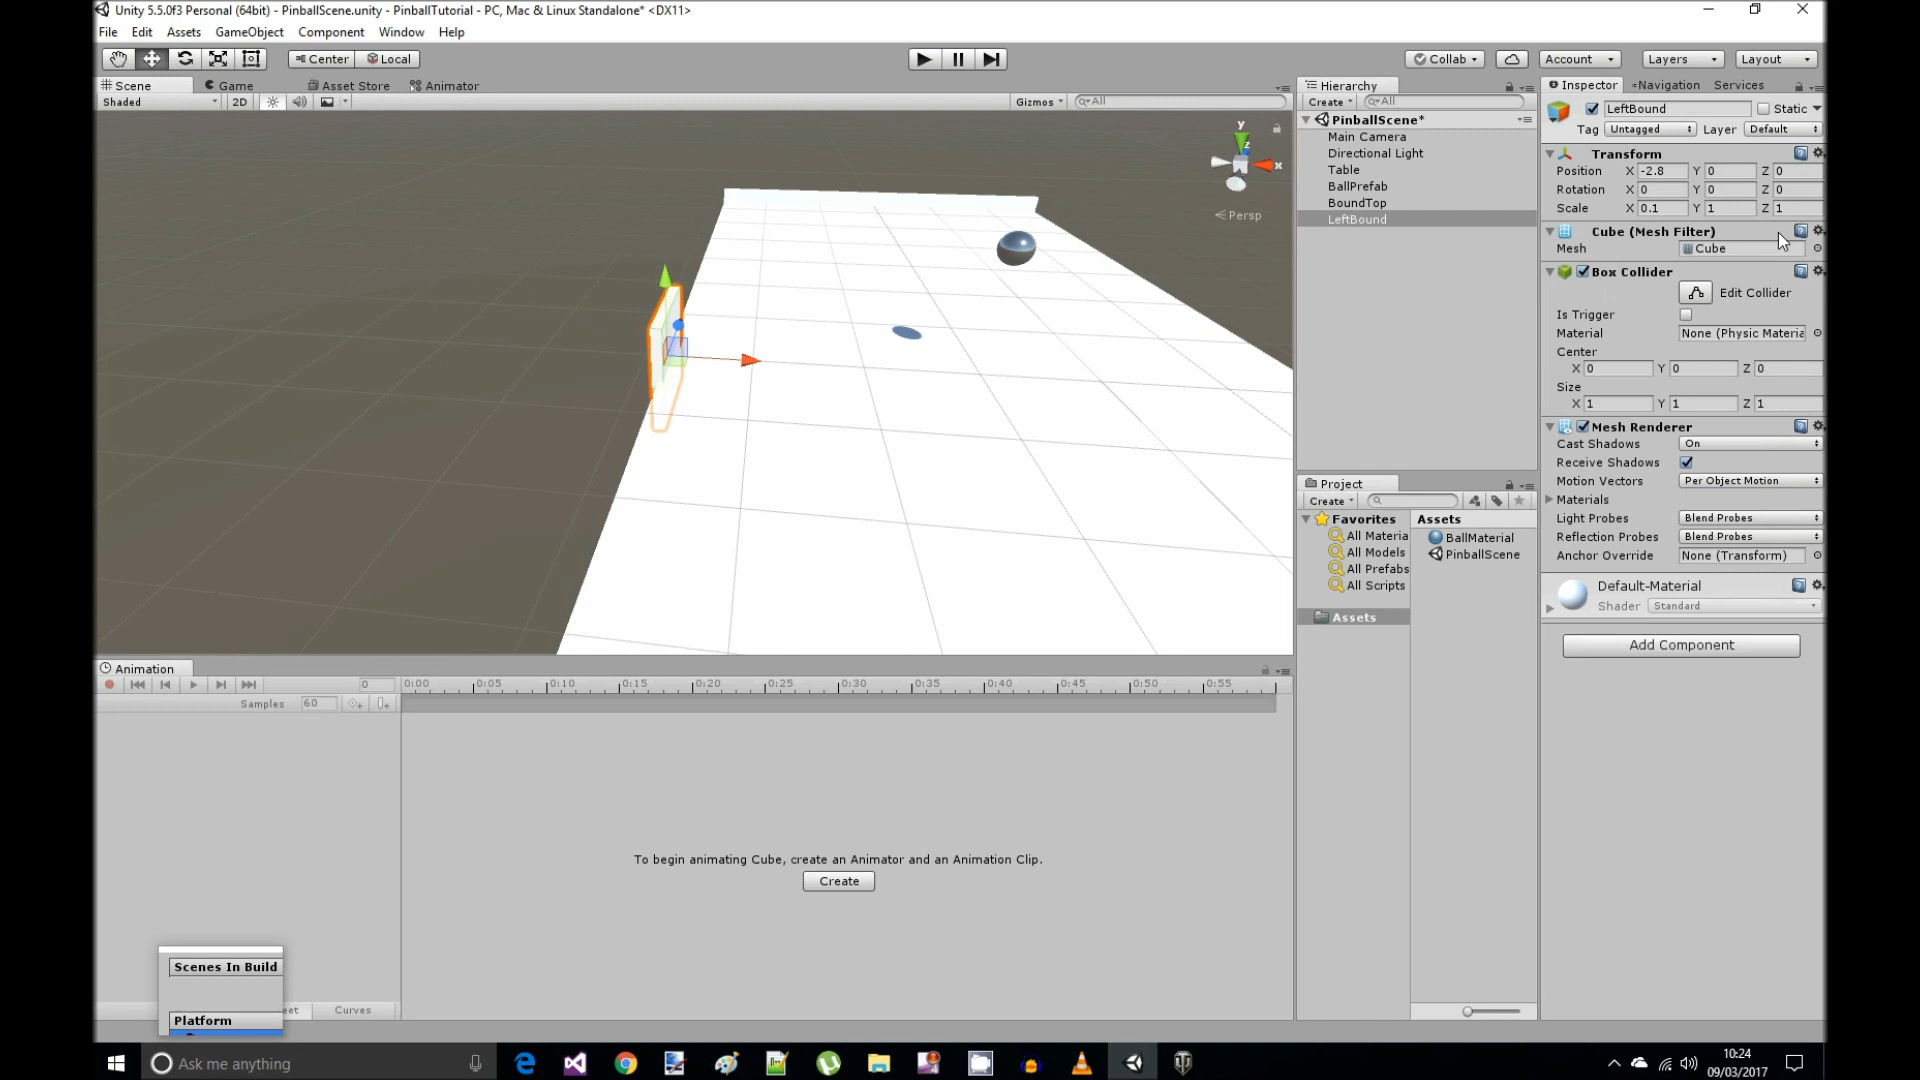 Unity 5.5.0f3 Personal (64bit) - PinballScene.unity - PinballTutorial - PC, Mac & Linux Standalone* <DX11>
File Edit Assets GameObject Component Window Help
Center Local Collab Account Layers Layout
Scene Game Asset Store Animator
Shaded 2D Gizmos All
y
z
x
Persp
Hierarchy
Create All
PinballScene*
Main Camera
Directional Light
Table
BallPrefab
BoundTop
LeftBound
Project
Create
Favorites
All Materia
All Models
All Prefabs
All Scripts
Assets
Assets
BallMaterial
PinballScene
Inspector Navigation Services
LeftBound Static
Tag Untagged Layer Default
Transform
Position X -2.8 Y 0 Z 0
Rotation X 0 Y 0 Z 0
Scale X 0.1 Y 1 Z 1
Cube (Mesh Filter)
Mesh Cube
Box Collider
Edit Collider
Is Trigger
Material None (Physic Materia
Center
X 0 Y 0 Z 0
Size
X 1 Y 1 Z 1
Mesh Renderer
Cast Shadows On
Receive Shadows
Motion Vectors Per Object Motion
Materials
Light Probes Blend Probes
Reflection Probes Blend Probes
Anchor Override None (Transform)
Default-Material
Shader Standard
Add Component
Animation
0 0:00 0:05 0:10 0:15 0:20 0:25 0:30 0:35 0:40 0:45 0:50 0:55
Samples 60
To begin animating Cube, create an Animator and an Animation Clip.
Create
Scenes In Build
eet Curves
Platform
Ask me anything
10:24
09/03/2017